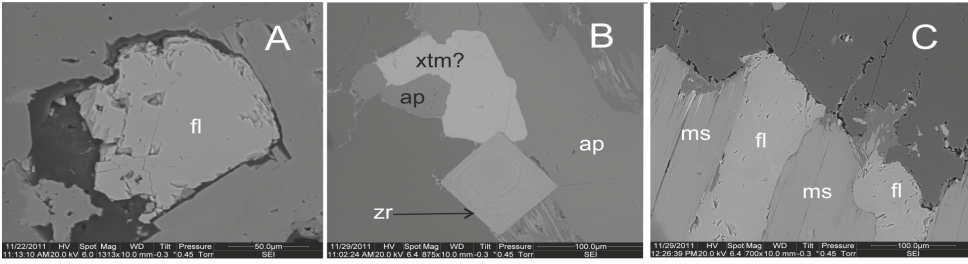 A
fl
11/22/2011 HV Spot Mag WD Tilt Pressure 50.0µm
11:13:10 AM 20.0 kV 6.0 1313x 10.0 mm -0.3 ° 0.45 Torr SEI
B
xtm?
ap
ap
zr
11/29/2011 HV Spot Mag WD Tilt Pressure 100.0µm
11:02:24 AM 20.0 kV 6.4 875x 10.0 mm -0.3 ° 0.45 Torr SEI
C
ms
fl
ms
fl
11/29/2011 HV Spot Mag WD Tilt Pressure 100.0µm
12:26:39 PM 20.0 kV 6.4 700x 10.0 mm -0.3 ° 0.45 Torr SEI